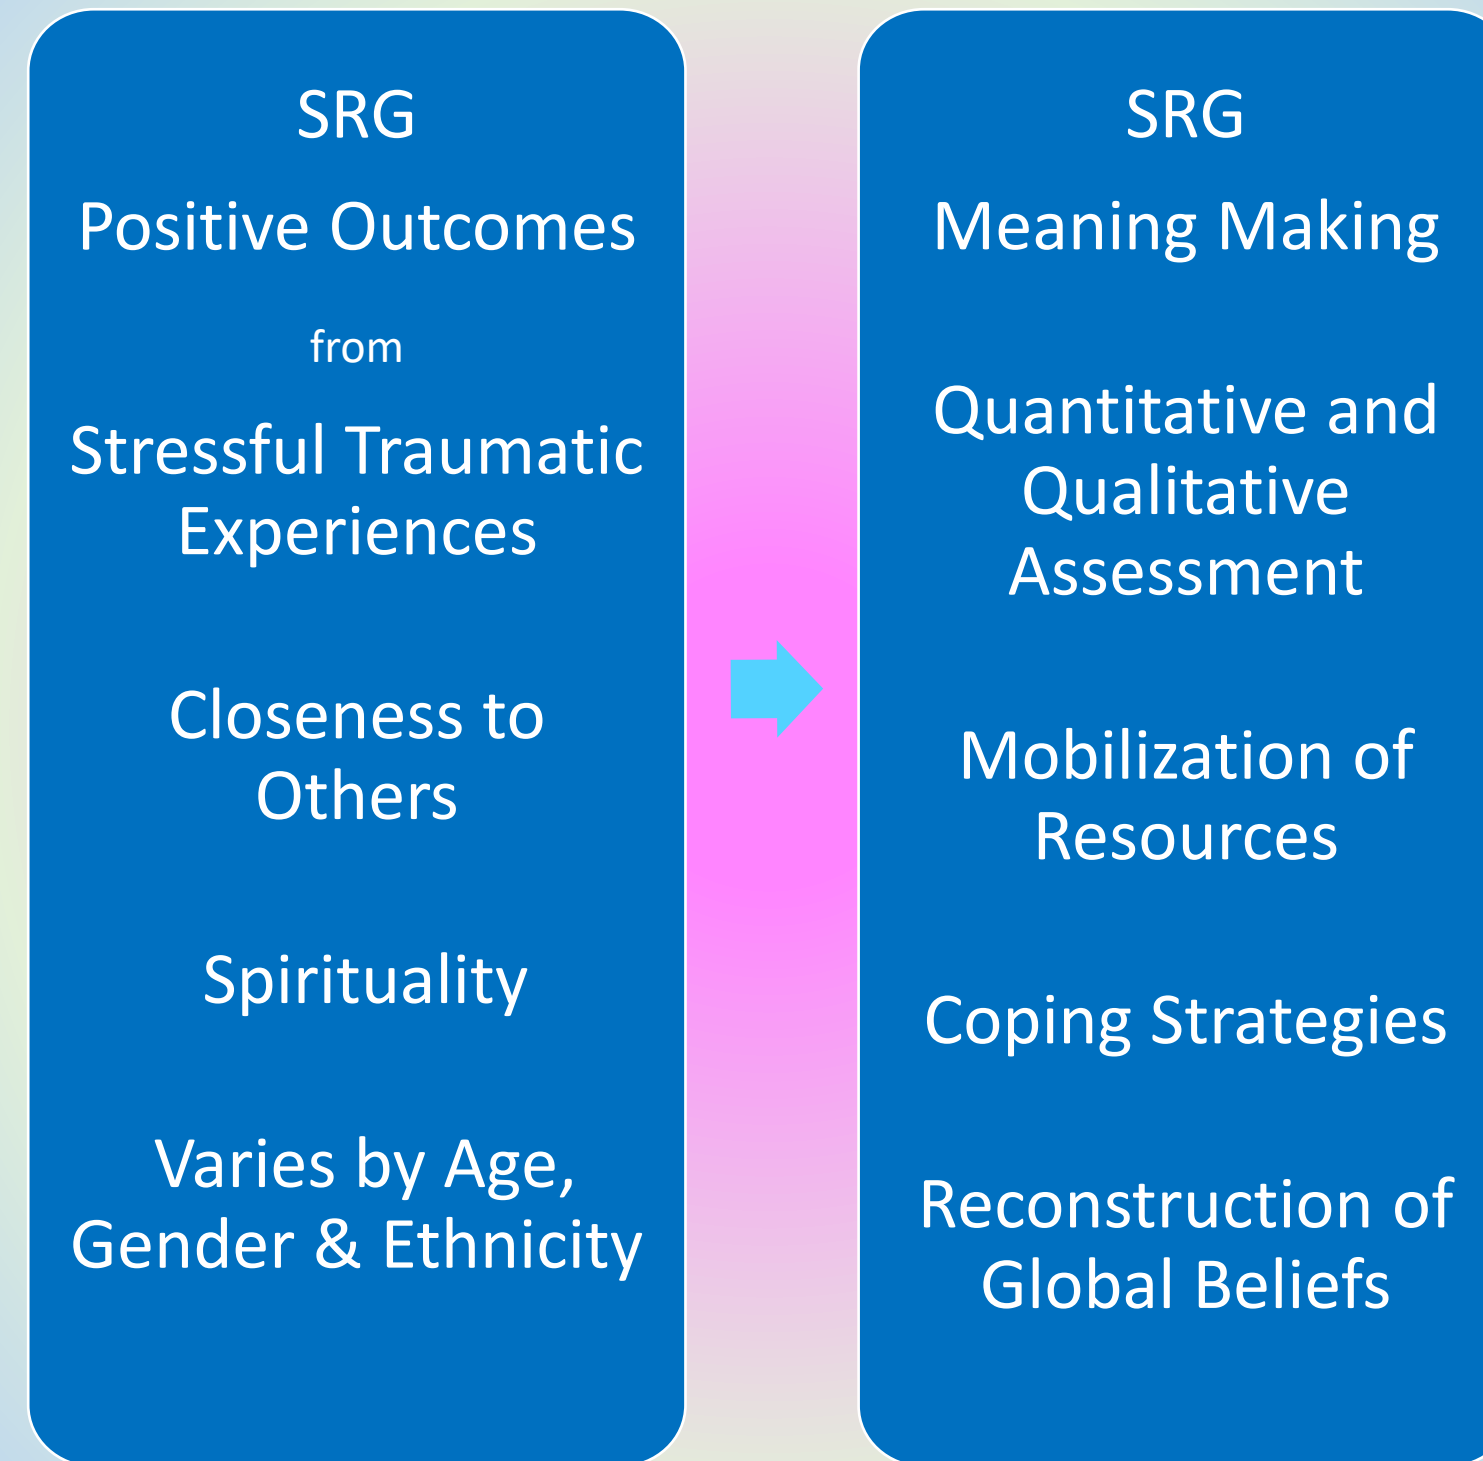 SRG
Positive Outcomes
from
Stressful Traumatic
Experiences
Closeness to
Others
Spirituality
Varies by Age,
Gender & Ethnicity
SRG
Meaning Making
Quantitative and
Qualitative
Assessment
Mobilization of
Resources
Coping Strategies
Reconstruction of
Global Beliefs